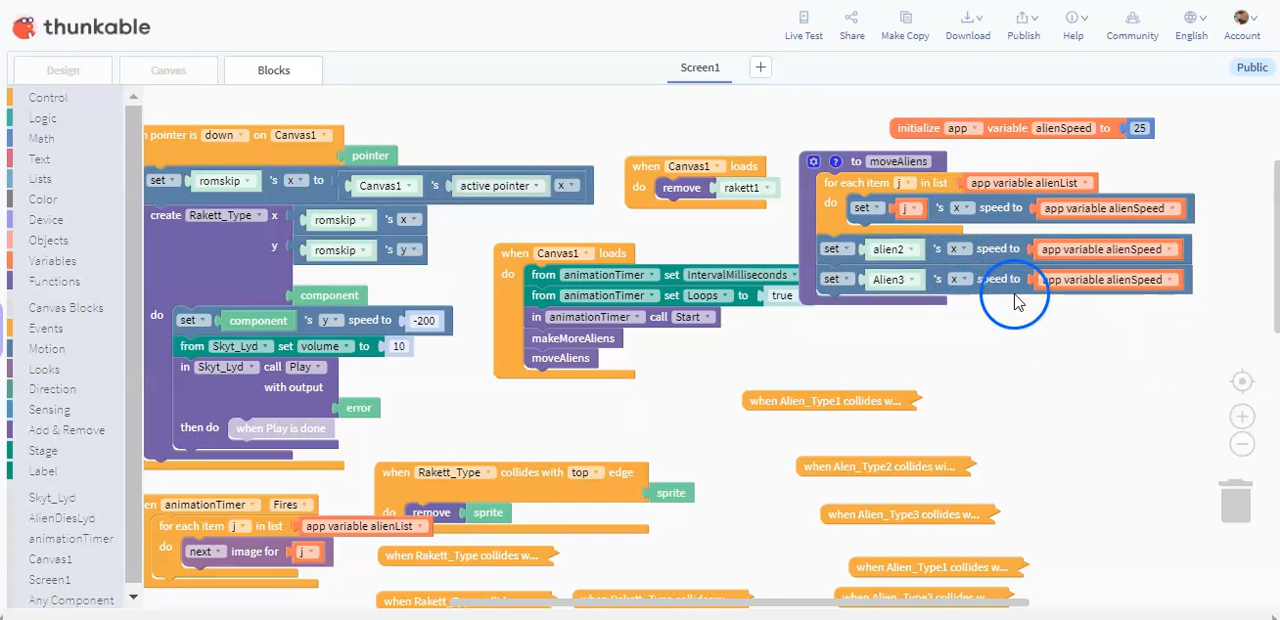 thunkable
Live Test
Share
Make Copy
Download
Publish
Help
Community
English
Account
Design
Canvas
Blocks
Screen1
+
Public
Control
Logic
Math
Text
Lists
Color
Device
Objects
Variables
Functions
Canvas Blocks
Events
Motion
Looks
Direction
Sensing
Add & Remove
Stage
Label
Skyt_Lyd
AlienDiesLyd
animationTimer
Canvas1
Screen1
Any Component
n pointer is down on Canvas1
pointer
set romskip 's x to Canvas1 's active pointer x
create Rakett_Type x romskip 's x
y romskip 's y
component
do set component 's y speed to -200
from Skyt_Lyd set volume to 10
in Skyt_Lyd call Play
with output
error
then do when Play is done
en animationTimer Fires
for each item j in list app variable alienList
do next image for j
when Canvas1 loads
do remove rakett1
when Canvas1 loads
do from animationTimer set IntervalMilliseconds
from animationTimer set Loops to true
in animationTimer call Start
makeMoreAliens
moveAliens
when Rakett_Type collides with top edge
sprite
do remove sprite
when Rakett_Type collides w...
when Rakett_Type collides w...
initialize app variable alienSpeed to 25
? to moveAliens
for each item j in list app variable alienList
do set j 's x speed to app variable alienSpeed
set alien2 's x speed to app variable alienSpeed
set Alien3 's x speed to app variable alienSpeed
when Alien_Type1 collides w...
when Alen_Type2 collides wi...
when Alien_Type3 collides w...
when Alien_Type1 collides w...
when Alien_Type3 collides w...